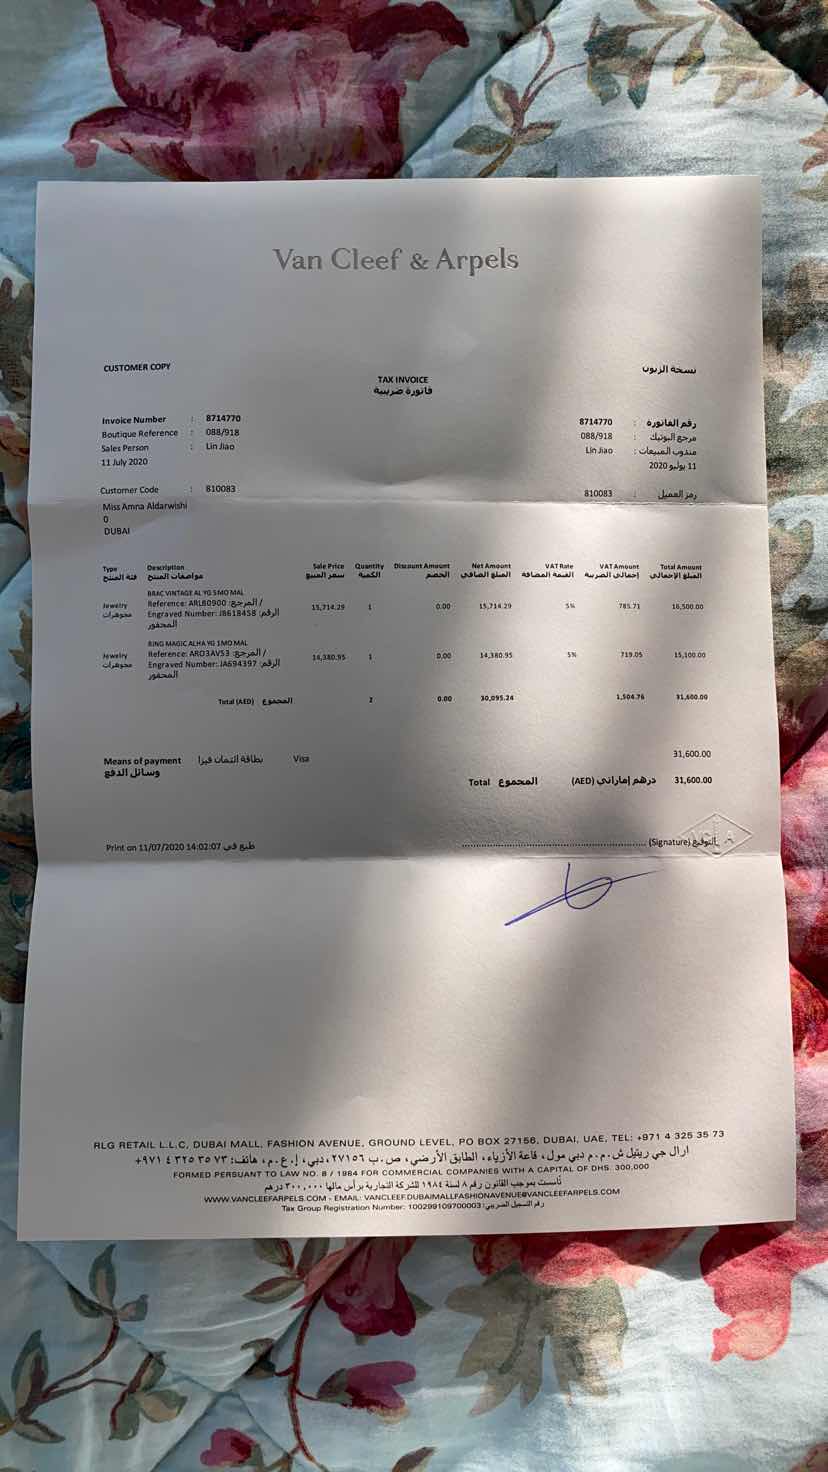 Van Cleef & Arpels
CUSTOMER COPY نسخة الزبون
TAX INVOICE
فاتورة ضريبية
Invoice Number : 8714770 8714770 : رقم الفاتورة
Boutique Reference : 088/918 088/918 : مرجع البوتيك
Sales Person : Lin Jiao Lin Jiao : مندوب المبيعات
11 July 2020 11 يوليو 2020
Customer Code : 810083 810083 : رمز العميل
Miss Amna Aldarwishi
0
DUBAI
Type Description Sale Price Quantity Discount Amount Net Amount VAT Rate VAT Amount Total Amount
فئة المنتج مواصفات المنتج سعر المبيع الكمية الخصم المبلغ الصافي القيمة المضافة إجمالي الضريبة المبلغ الإجمالي
BRAC VINTAGE AL YG 5 MO MAL
Jewelry Reference: ARL80900 المرجع: / 15,714.29 1 0.00 15,714.29 5% 785.71 16,500.00
مجوهرات Engraved Number: J8618458 الرقم:
المحفور
RING MAGIC ALHA YG 1 MO MAL
Jewelry Reference: ARO3AV53 المرجع: / 14,380.95 1 0.00 14,380.95 5% 719.05 15,100.00
مجوهرات Engraved Number: JA694397 الرقم:
المحفور
Total (AED) المجموع 2 0.00 30,095.24 1,504.76 31,600.00
Means of payment بطاقة ائتمان فيزا Visa 31,600.00
وسائل الدفع
Total المجموع (AED) درهم إماراتي 31,600.00
Print on 11/07/2020 14:02:07 طبع في
(Signature) التوقيع
VCA
RLG RETAIL L.L.C, DUBAI MALL, FASHION AVENUE, GROUND LEVEL, PO BOX 27156, DUBAI, UAE, TEL: +971 4 325 35 73
ارال جي ريتيل ش.م.م دبي مول، قاعة الأزياء، الطابق الأرضي، ص.ب ٢٧١٥٦، دبي، إ.ع.م، هاتف: ٧٣ ٣٥ ٣٢٥ ٤ ٩٧١+
FORMED PERSUANT TO LAW NO. 8 / 1984 FOR COMMERCIAL COMPANIES WITH A CAPITAL OF DHS. 300,000
تأسست بموجب القانون رقم ٨ لسنة ١٩٨٤ للشركة التجارية برأس مالها ٣٠٠,٠٠٠ درهم
WWW.VANCLEEFARPELS.COM - EMAIL: VANCLEEF.DUBAIMALLFASHIONAVENUE@VANCLEEFARPELS.COM
Tax Group Registration Number: 100299109700003 :رقم التسجيل الضريبي